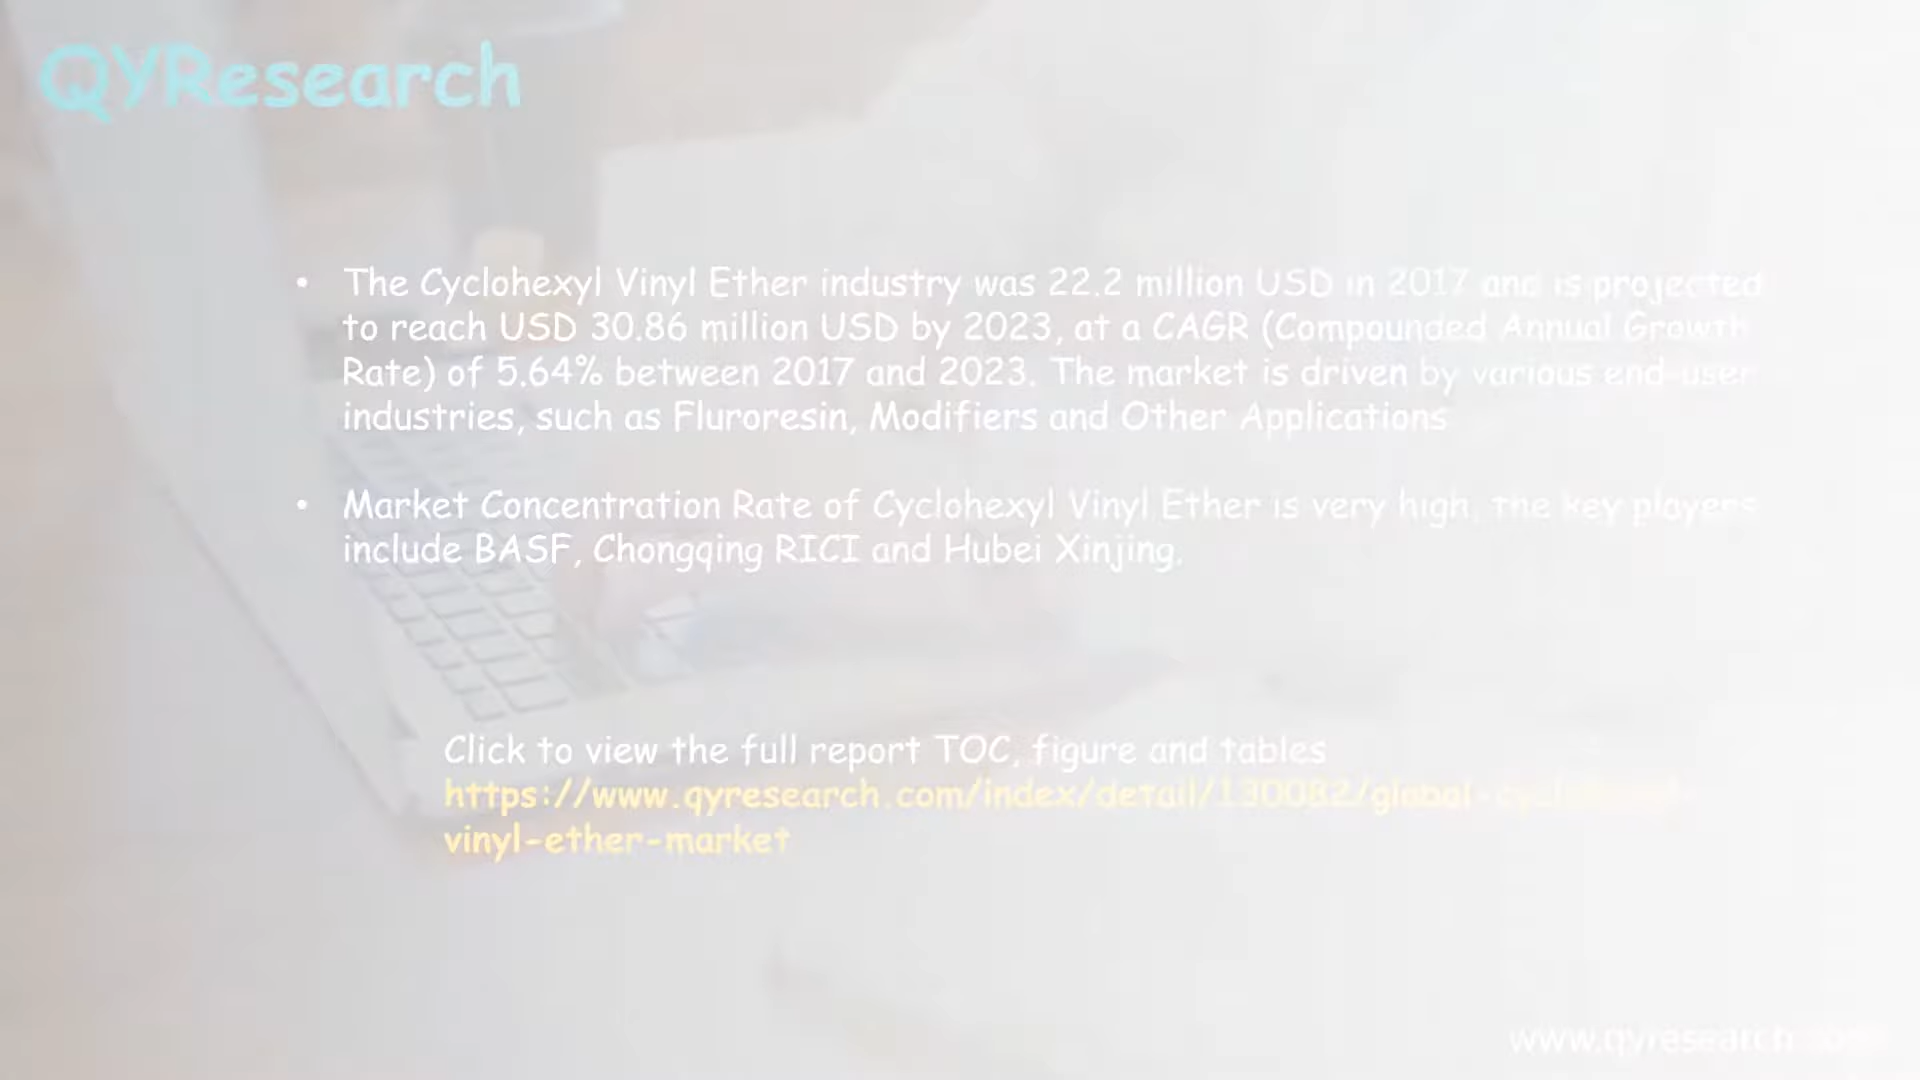 QYResearch
• The Cyclohexyl Vinyl Ether industry was 22.2 million USD in 2017 and is projected
to reach USD 30.86 million USD by 2023, at a CAGR (Compounded Annual Growth
Rate) of 5.64% between 2017 and 2023. The market is driven by various end-user
industries, such as Fluroresin, Modifiers and Other Applications
• Market Concentration Rate of Cyclohexyl Vinyl Ether is very high, the key players
include BASF, Chongqing RICI and Hubei Xinjing.
Click to view the full report TOC, figure and tables
https://www.qyresearch.com/index/detail/130082/global-cyclohexyl-
vinyl-ether-market
www.qyresearch.com